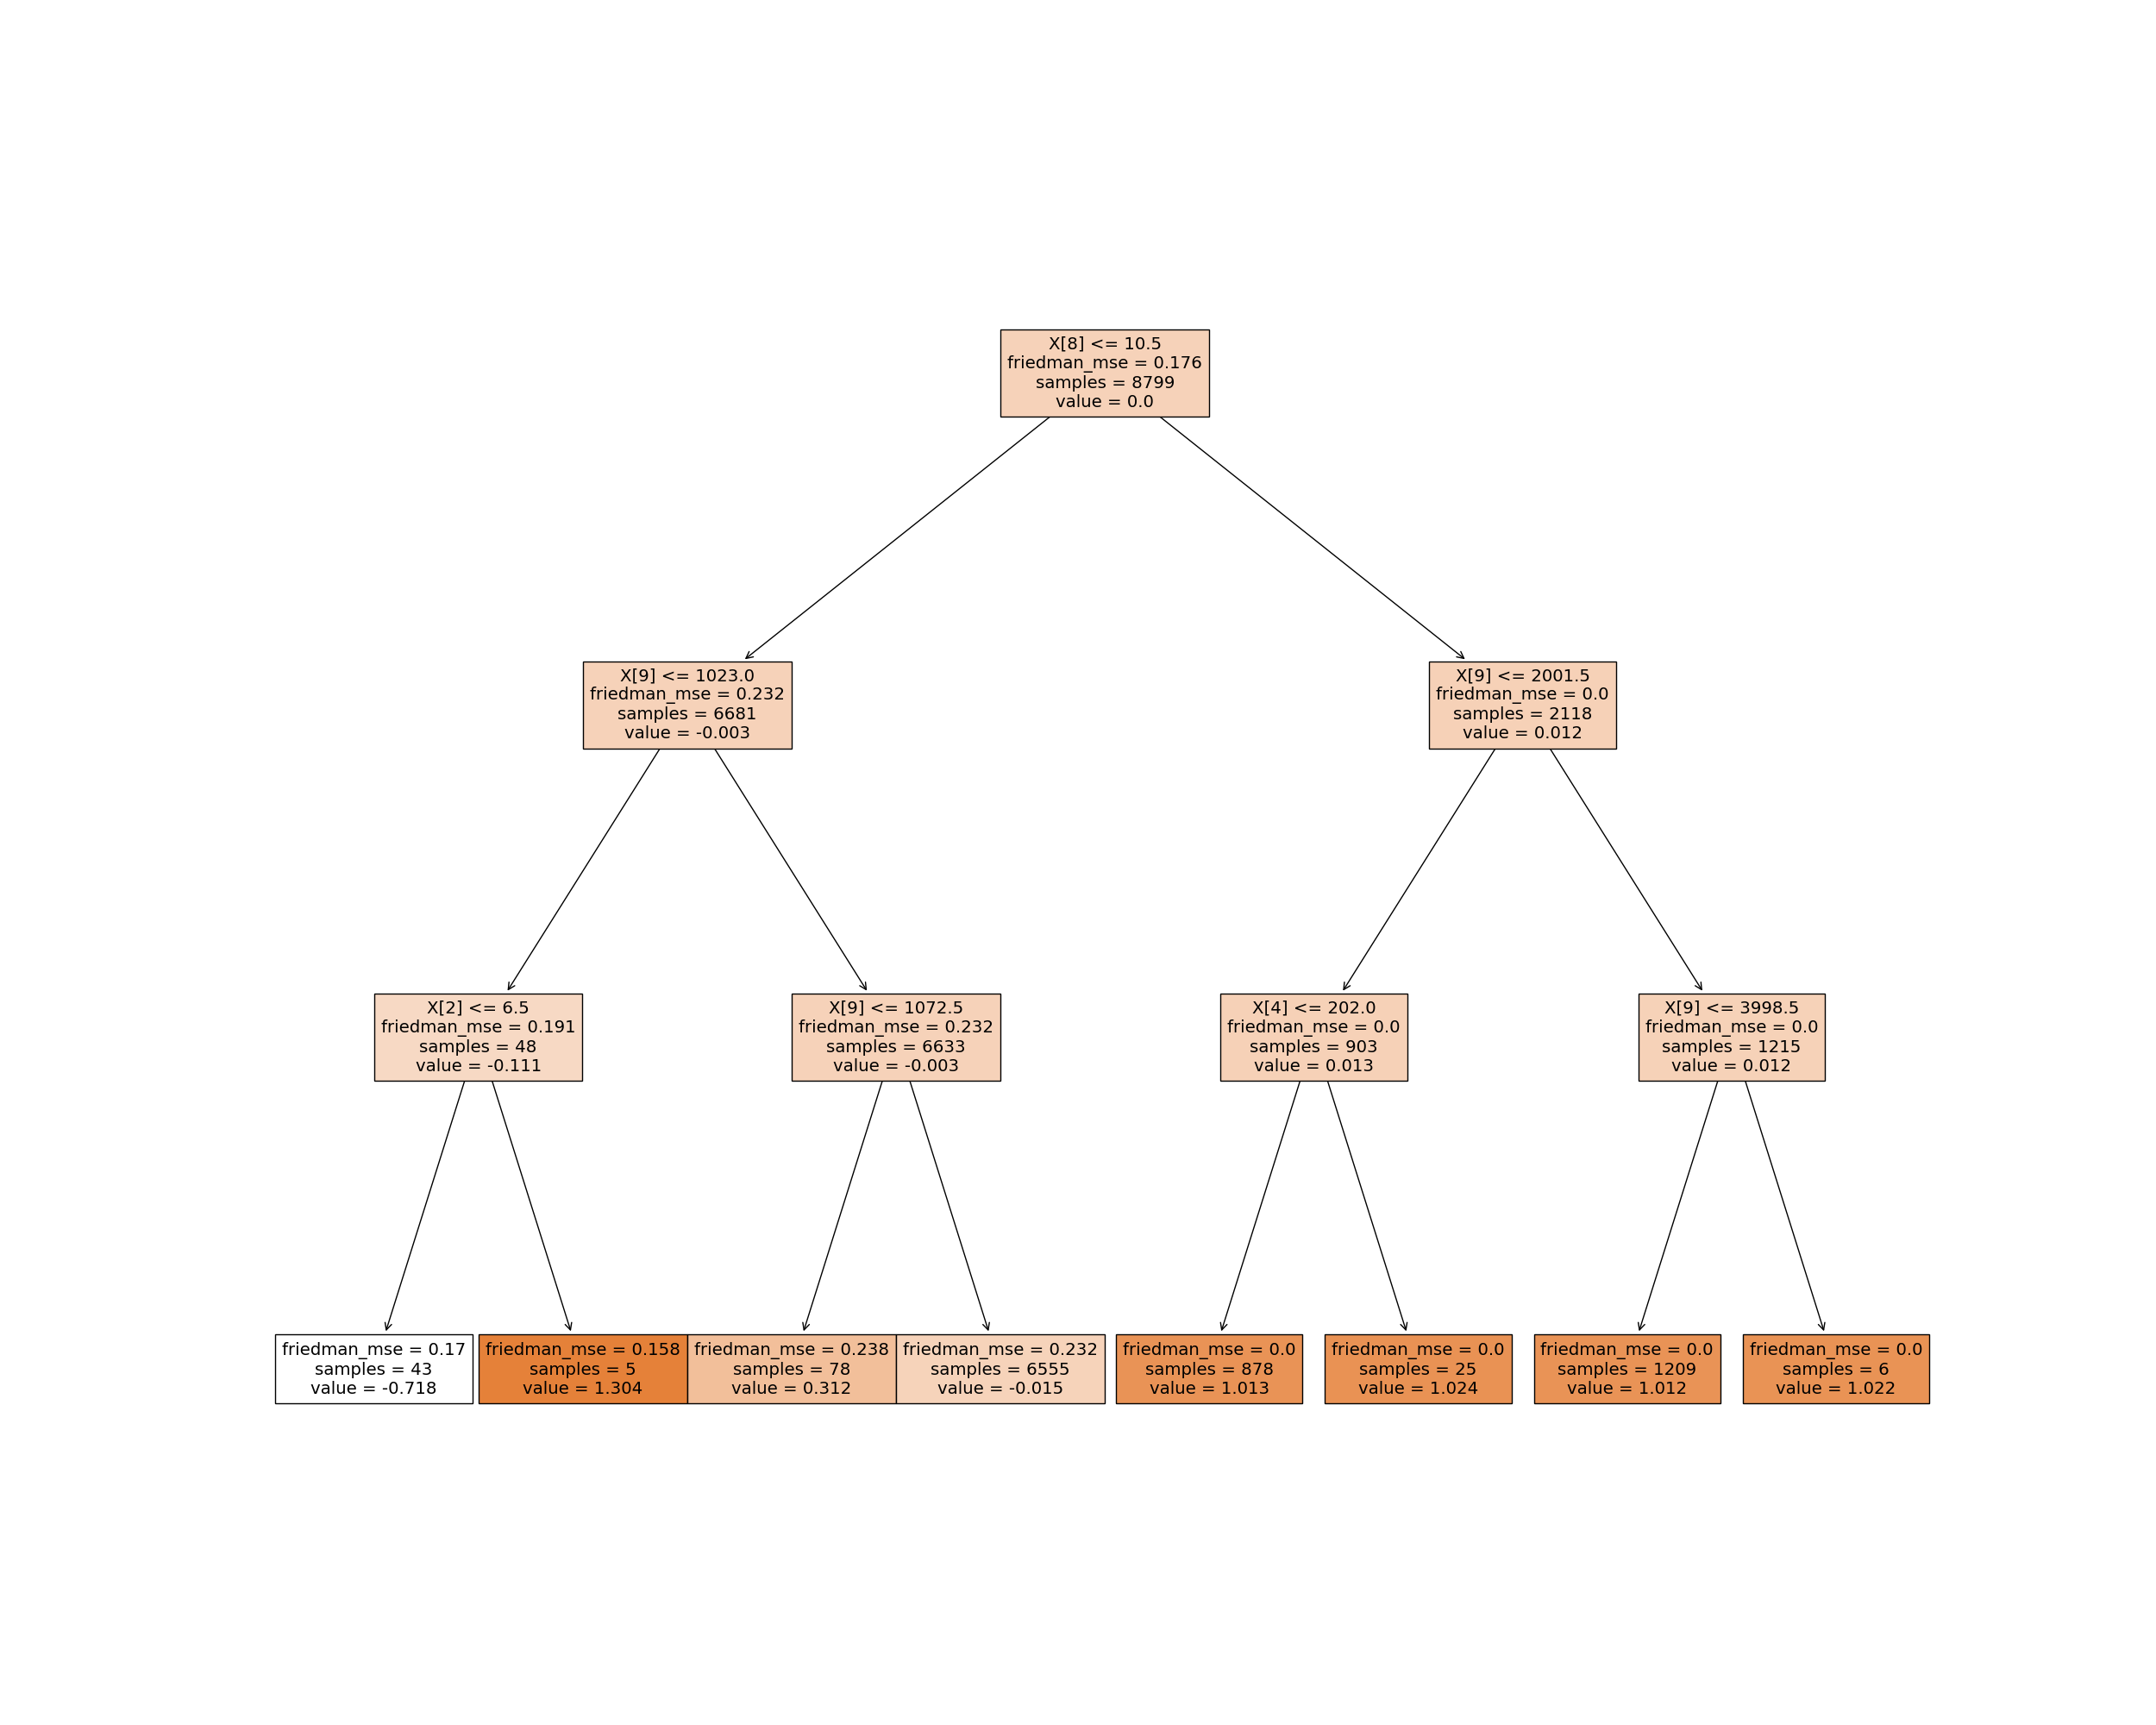 X[8] <= 10.5
friedman_mse = 0.176
samples = 8799
value = 0.0
X[9] <= 1023.0
friedman_mse = 0.232
samples = 6681
value = -0.003
X[9] <= 2001.5
friedman_mse = 0.0
samples = 2118
value = 0.012
X[2] <= 6.5
friedman_mse = 0.191
samples = 48
value = -0.111
X[9] <= 1072.5
friedman_mse = 0.232
samples = 6633
value = -0.003
X[4] <= 202.0
friedman_mse = 0.0
samples = 903
value = 0.013
X[9] <= 3998.5
friedman_mse = 0.0
samples = 1215
value = 0.012
friedman_mse = 0.17
samples = 43
value = -0.718
friedman_mse = 0.158
samples = 5
value = 1.304
friedman_mse = 0.238
samples = 78
value = 0.312
friedman_mse = 0.232
samples = 6555
value = -0.015
friedman_mse = 0.0
samples = 878
value = 1.013
friedman_mse = 0.0
samples = 25
value = 1.024
friedman_mse = 0.0
samples = 1209
value = 1.012
friedman_mse = 0.0
samples = 6
value = 1.022